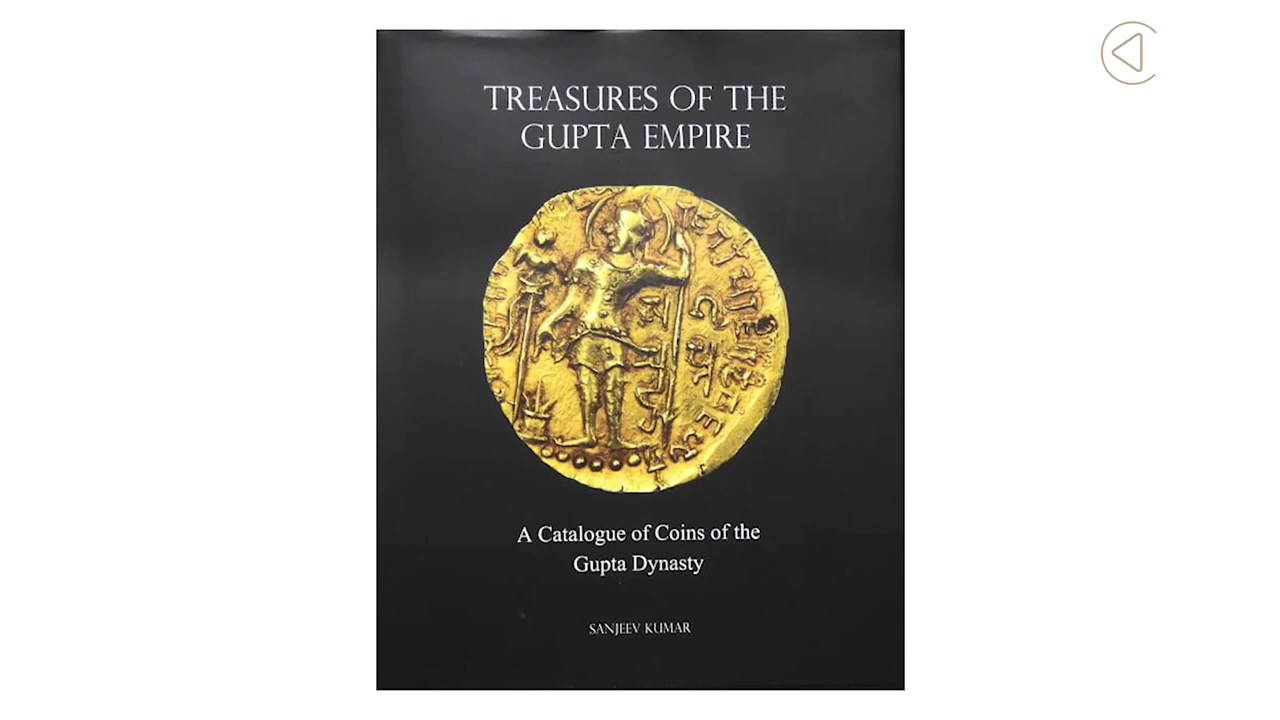 TREASURES OF THE
GUPTA EMPIRE
A Catalogue of Coins of the
Gupta Dynasty
SANJEEV KUMAR